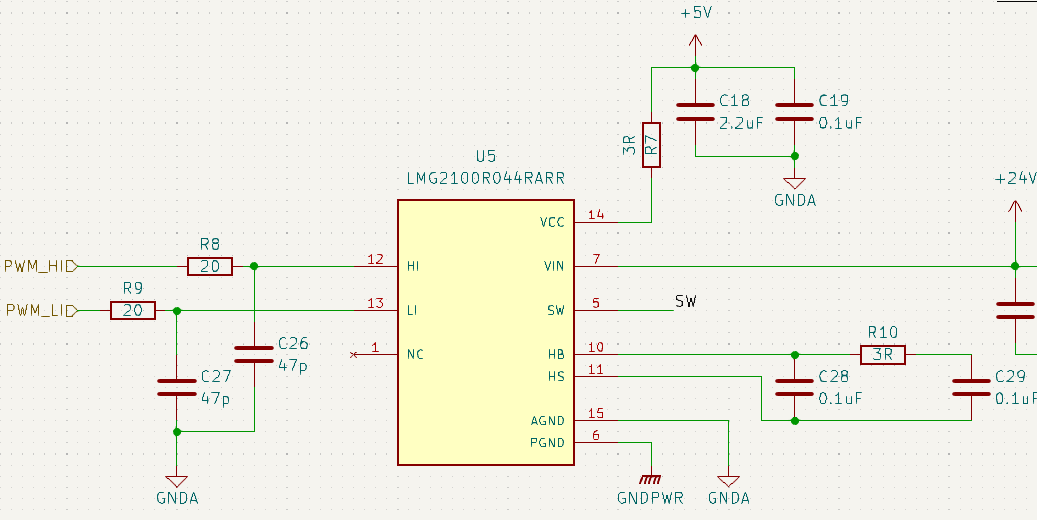 +5V
C18
2.2uF
C19
0.1uF
3R
R7
GNDA
U5
LMG2100R044RARR
+24V
VCC
14
PWM_HI
R8
20
12
HI
VIN
7
PWM_LI
R9
20
13
LI
SW
5
SW
1
NC
HB
10
R10
3R
HS
11
C26
47p
C27
47p
C28
0.1uF
C29
0.1uF
AGND
15
PGND
6
GNDA
GNDPWR
GNDA